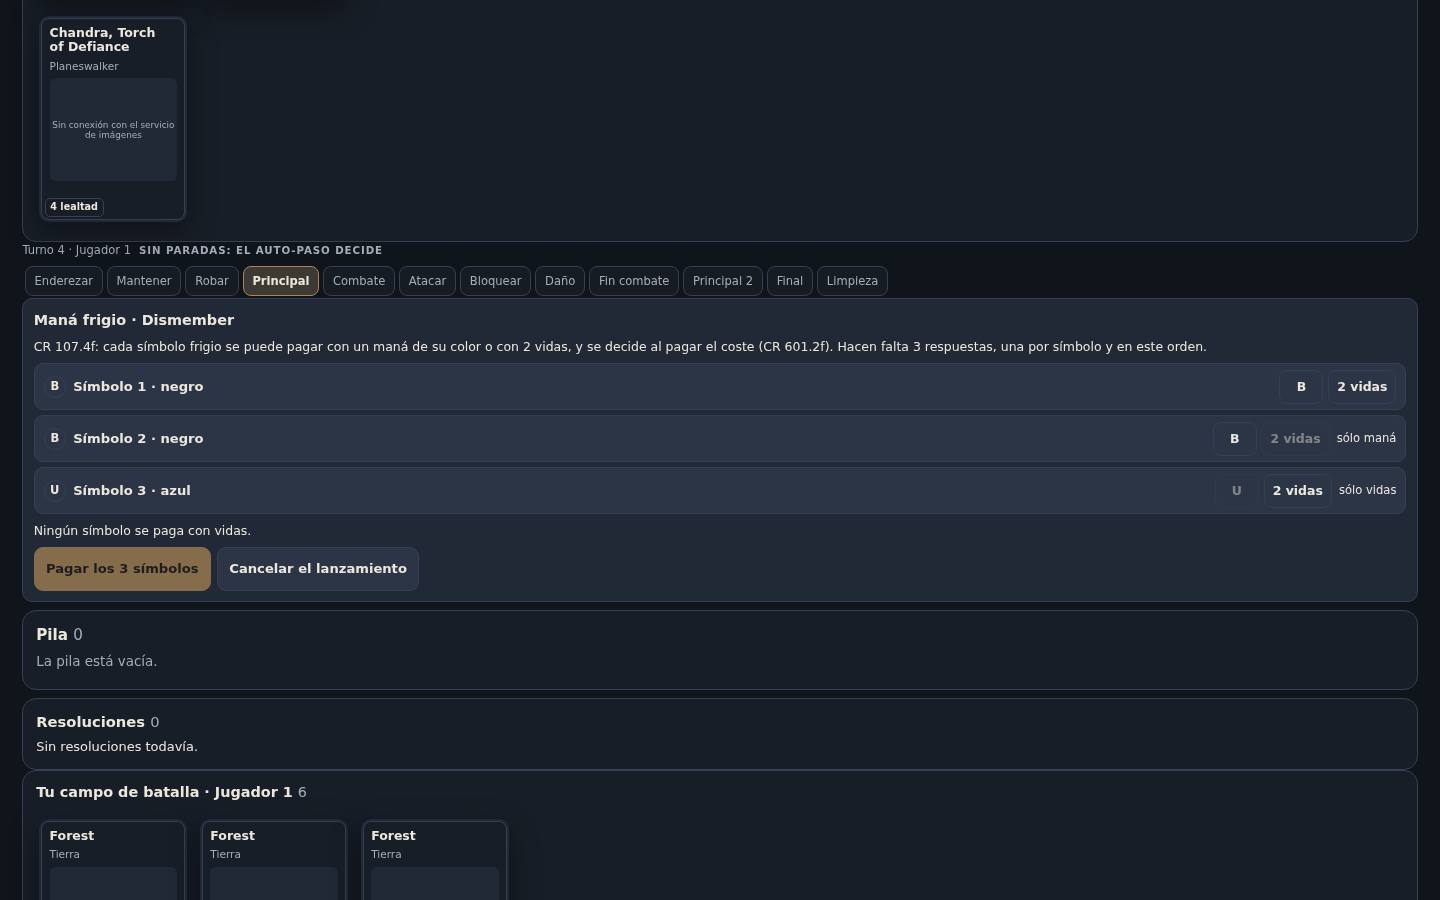 Chandra, Torch
of Defiance
Planeswalker
Sin conexión con el servicio
de imágenes
4 lealtad
Turno 4 · Jugador 1 SIN PARADAS: EL AUTO-PASO DECIDE
Enderezar Mantener Robar Principal Combate Atacar Bloquear Daño Fin combate Principal 2 Final Limpieza
Maná frigio · Dismember
CR 107.4f: cada símbolo frigio se puede pagar con un maná de su color o con 2 vidas, y se decide al pagar el coste (CR 601.2f). Hacen falta 3 respuestas, una por símbolo y en este orden.
B Símbolo 1 · negro B 2 vidas
B Símbolo 2 · negro B 2 vidas sólo maná
U Símbolo 3 · azul U 2 vidas sólo vidas
Ningún símbolo se paga con vidas.
Pagar los 3 símbolos Cancelar el lanzamiento
Pila 0
La pila está vacía.
Resoluciones 0
Sin resoluciones todavía.
Tu campo de batalla · Jugador 1 6
Forest Forest Forest
Tierra Tierra Tierra